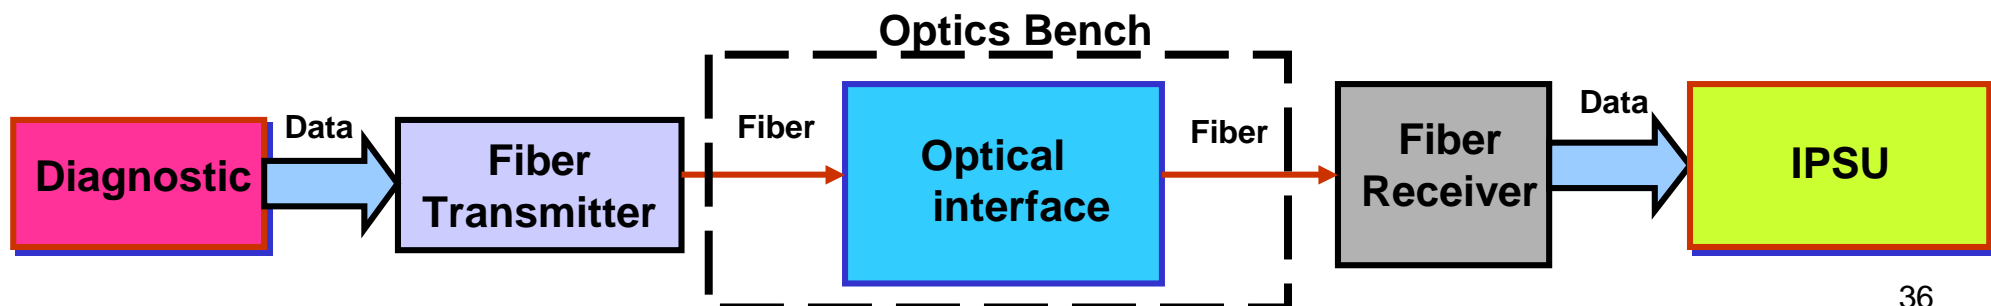 Optics Bench
Diagnostic
Data
Fiber
Transmitter
Fiber
Optical
interface
Fiber
Fiber
Receiver
Data
IPSU
36